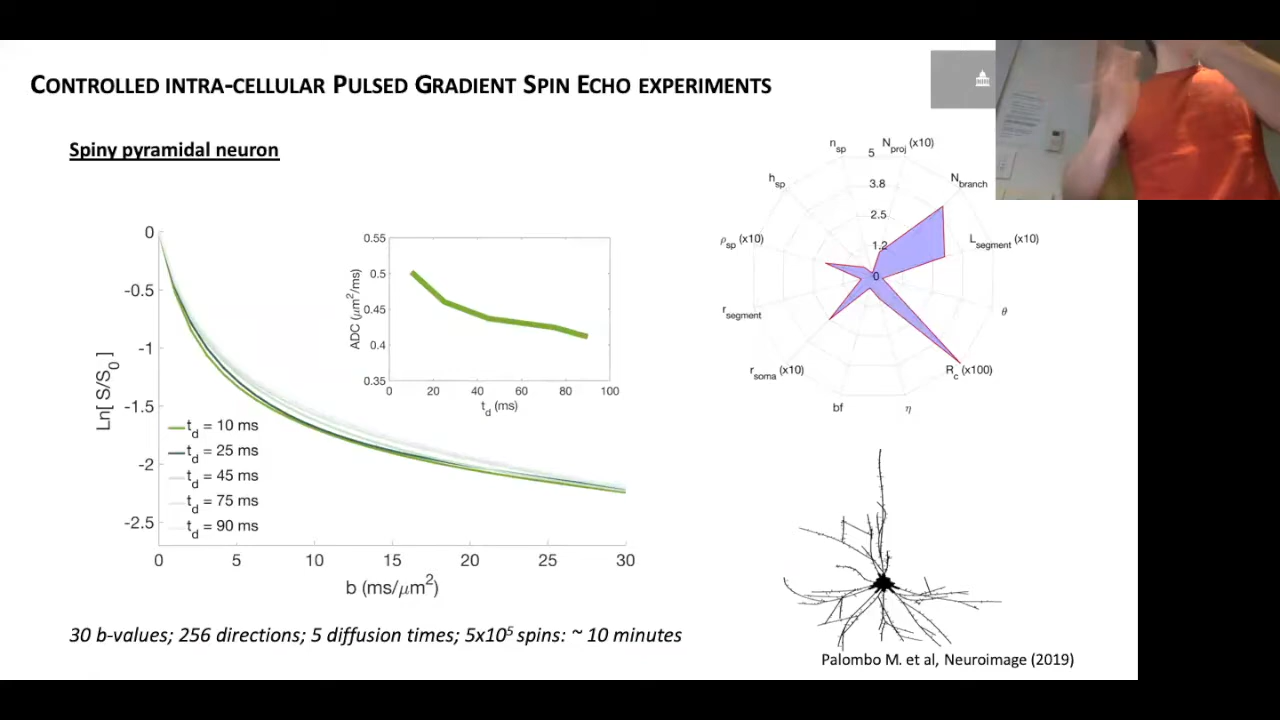 CONTROLLED INTRA-CELLULAR PULSED GRADIENT SPIN ECHO EXPERIMENTS
Spiny pyramidal neuron
0
-0.5
-1
-1.5
-2
-2.5
Ln[ S/S0 ]
0 5 10 15 20 25 30
b (ms/μm²)
td = 10 ms
td = 25 ms
td = 45 ms
td = 75 ms
td = 90 ms
0.55
0.5
0.45
0.4
0.35
ADC (μm²/ms)
0 20 40 60 80 100
td (ms)
nsp
5
Nproj (x10)
hsp
3.8
Nbranch
2.5
ρsp (x10)
1.2
Lsegment (x10)
0
rsegment
θ
rsoma (x10)
Rc (x100)
bf
η
30 b-values; 256 directions; 5 diffusion times; 5x10⁵ spins: ~ 10 minutes
Palombo M. et al, Neuroimage (2019)